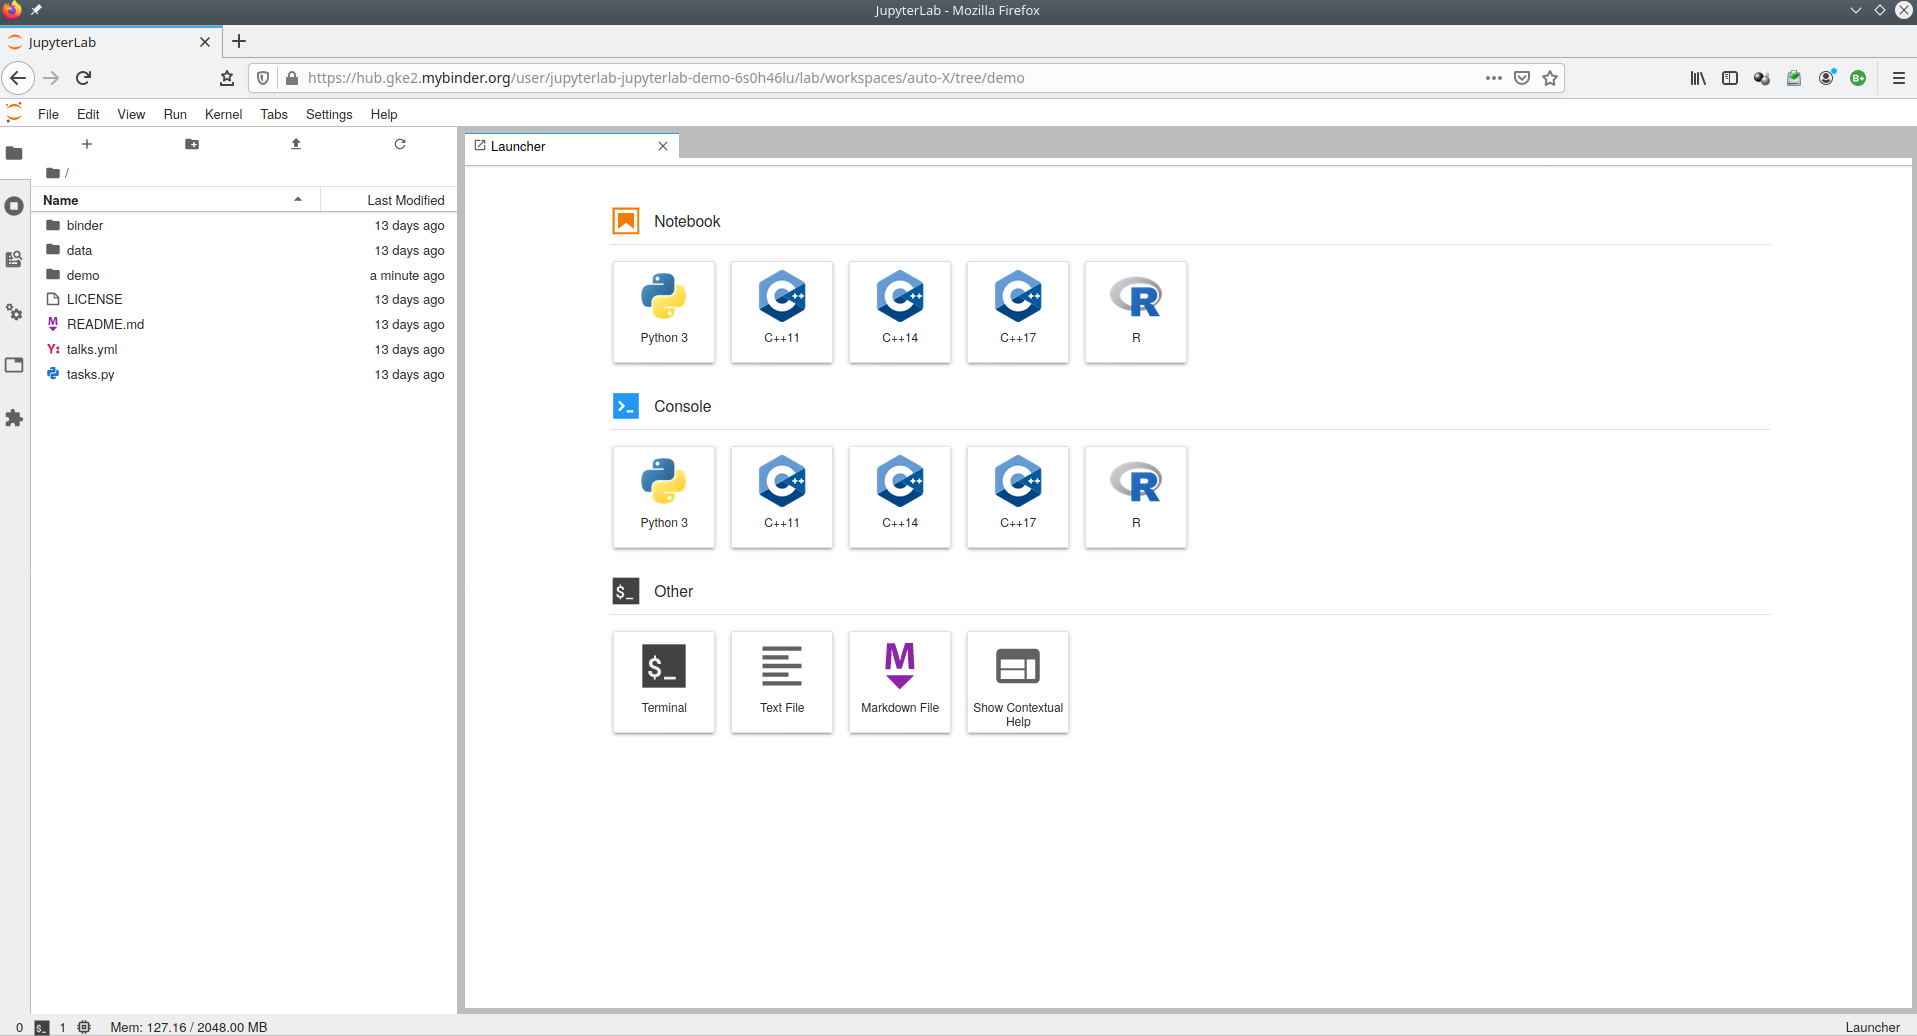 JupyterLab - Mozilla Firefox
JupyterLab
https://hub.gke2.mybinder.org/user/jupyterlab-jupyterlab-demo-6s0h46lu/lab/workspaces/auto-X/tree/demo
B+
File Edit View Run Kernel Tabs Settings Help
Launcher
/
Name Last Modified
binder 13 days ago
data 13 days ago
demo a minute ago
LICENSE 13 days ago
M README.md 13 days ago
Y: talks.yml 13 days ago
tasks.py 13 days ago
Notebook
Python 3 C++11 C++14 C++17 R
>_ Console
Python 3 C++11 C++14 C++17 R
$_ Other
$_ M
Terminal Text File Markdown File Show Contextual Help
0 $_ 1 Mem: 127.16 / 2048.00 MB Launcher